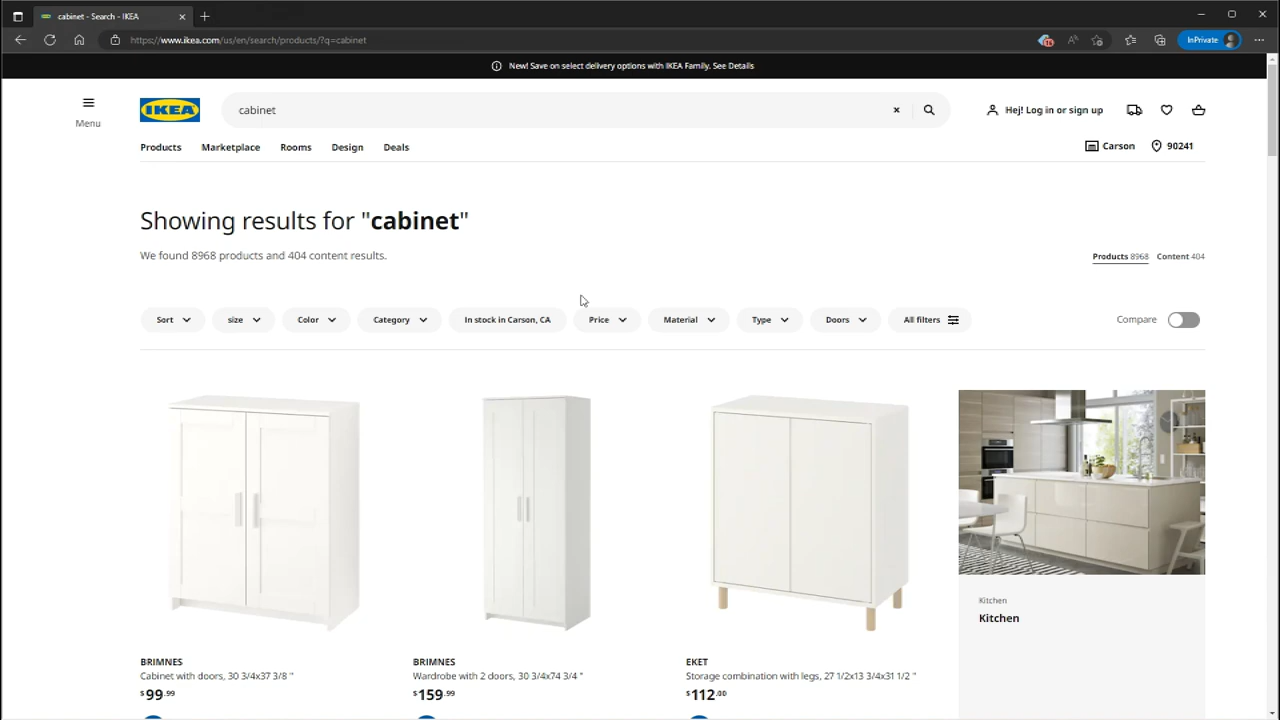 cabinet - Search - IKEA
https://www.ikea.com/us/en/search/products/?q=cabinet
InPrivate
New! Save on select delivery options with IKEA Family. See Details
Menu
IKEA
cabinet
Hej! Log in or sign up
Products
Marketplace
Rooms
Design
Deals
Carson
90241
Showing results for "cabinet"
We found 8968 products and 404 content results.
Products 8968
Content 404
Sort
size
Color
Category
In stock in Carson, CA
Price
Material
Type
Doors
All filters
Compare
Kitchen
Kitchen
BRIMNES
Cabinet with doors, 30 3/4x37 3/8 "
$99.99
BRIMNES
Wardrobe with 2 doors, 30 3/4x74 3/4 "
$159.99
EKET
Storage combination with legs, 27 1/2x13 3/4x31 1/2 "
$112.00